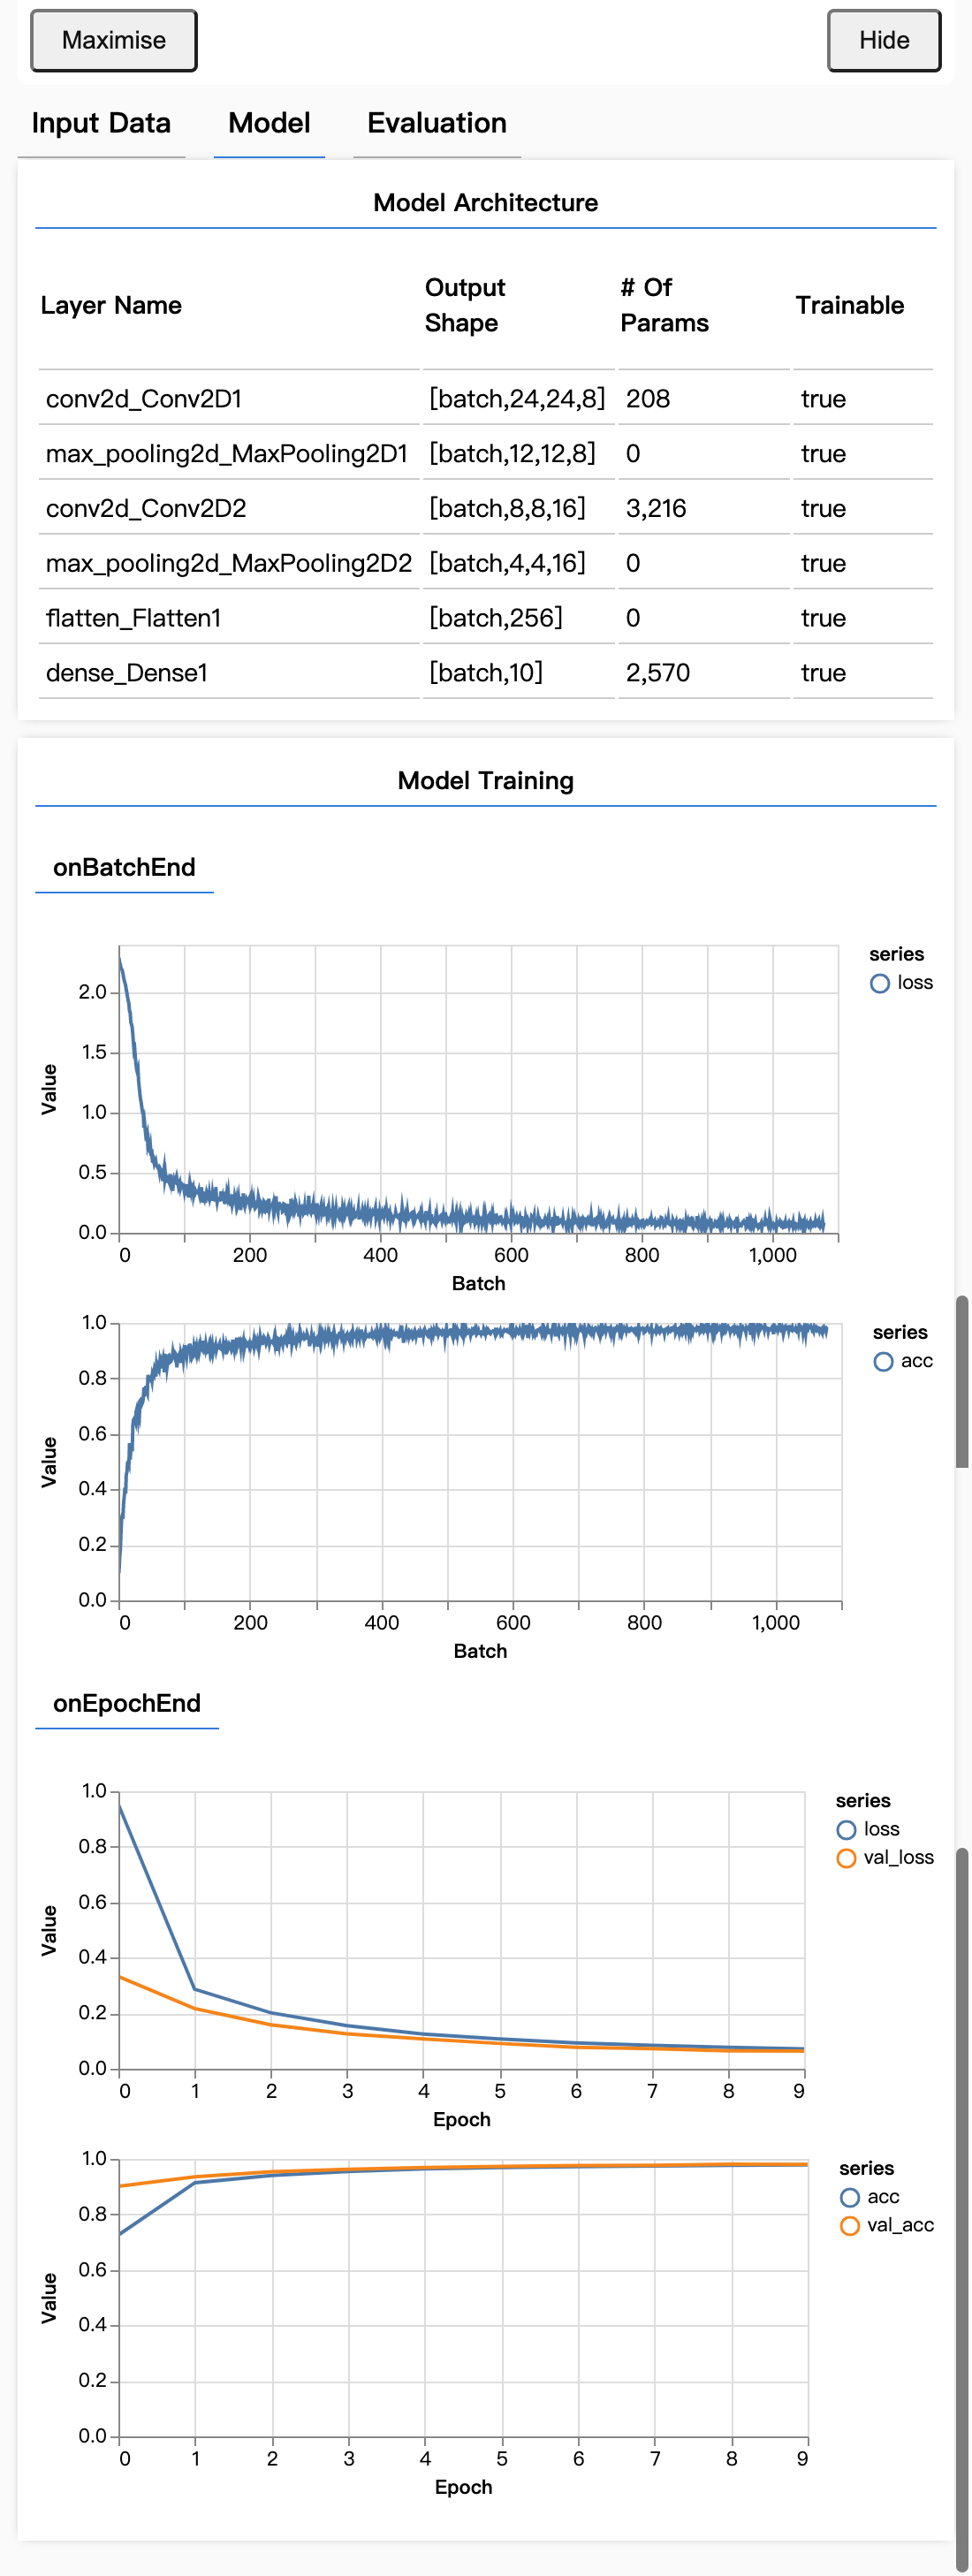 Maximise Hide
Input Data Model Evaluation
Model Architecture
Layer Name Output Shape # Of Params Trainable
conv2d_Conv2D1 [batch,24,24,8] 208 true
max_pooling2d_MaxPooling2D1 [batch,12,12,8] 0 true
conv2d_Conv2D2 [batch,8,8,16] 3,216 true
max_pooling2d_MaxPooling2D2 [batch,4,4,16] 0 true
flatten_Flatten1 [batch,256] 0 true
dense_Dense1 [batch,10] 2,570 true
Model Training
onBatchEnd
series
loss
Value
2.0
1.5
1.0
0.5
0.0
0 200 400 600 800 1,000
Batch
series
acc
Value
1.0
0.8
0.6
0.4
0.2
0.0
0 200 400 600 800 1,000
Batch
onEpochEnd
series
loss
val_loss
Value
1.0
0.8
0.6
0.4
0.2
0.0
0 1 2 3 4 5 6 7 8 9
Epoch
series
acc
val_acc
Value
1.0
0.8
0.6
0.4
0.2
0.0
0 1 2 3 4 5 6 7 8 9
Epoch